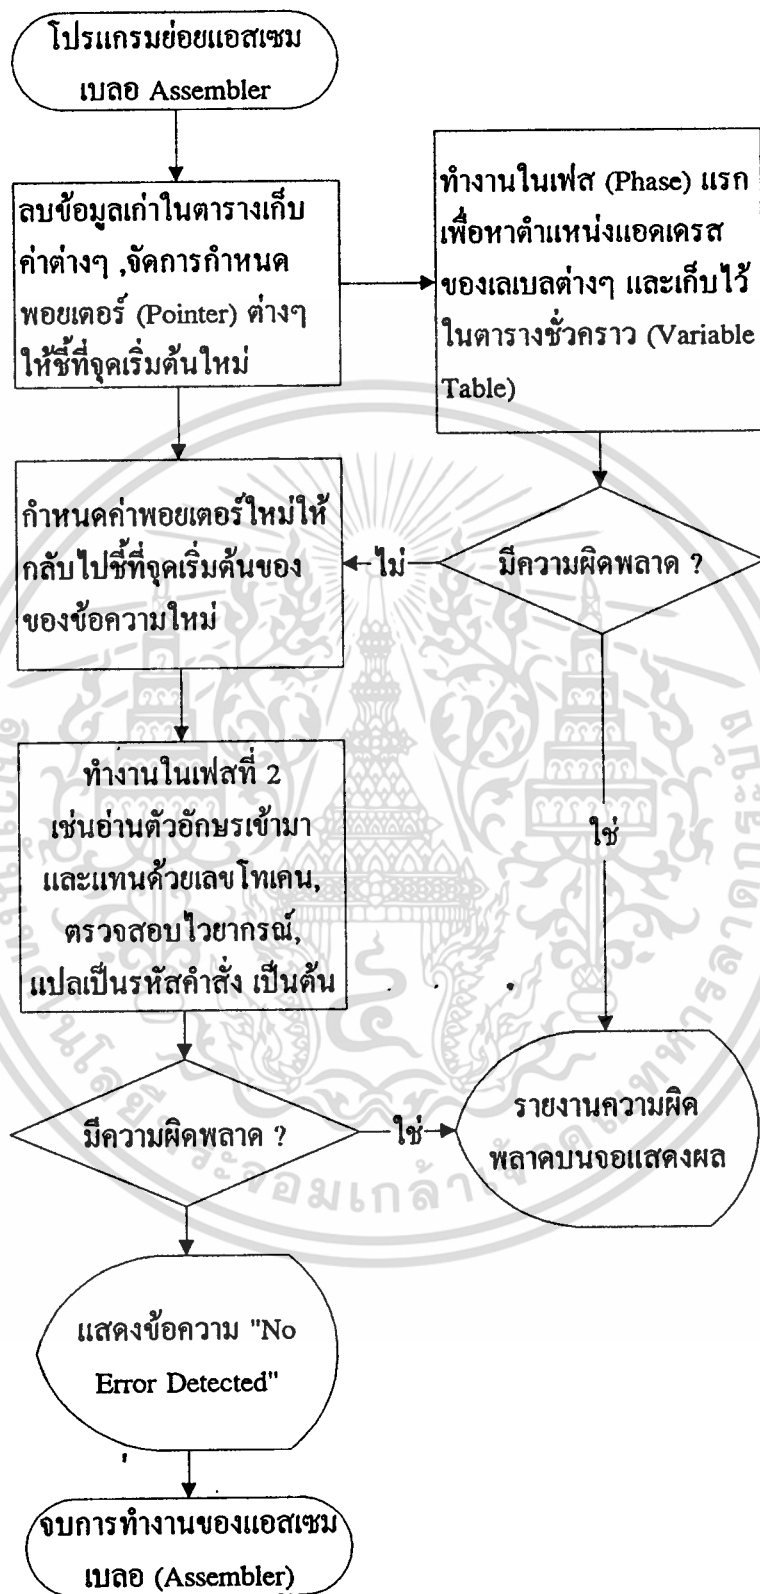 โปรแกรมย่อยแอสเซม
เบลอ Assembler
ลบข้อมูลเก่าในตารางเก็บ
ค่าต่างๆ ,จัดการกำหนด
พอยเตอร์ (Pointer) ต่างๆ
ให้ชี้ที่จุดเริ่มต้นใหม่
ทำงานในเฟส (Phase) แรก
เพื่อหาตำแหน่งแอดเดรส
ของเลเบลต่างๆ และเก็บไว้
ในตารางชั่วคราว (Variable
Table)
กำหนดค่าพอยเตอร์ใหม่ให้
กลับไปชี้ที่จุดเริ่มต้นของ
ของข้อความใหม่
ไม่
มีความผิดพลาด ?
ทำงานในเฟสที่ 2
เช่นอ่านตัวอักษรเข้ามา
และแทนด้วยเลขโทเคน,
ตรวจสอบไวยากรณ์,
แปลเป็นรหัสคำสั่ง เป็นต้น
ใช่
มีความผิดพลาด ?
ใช่
รายงานความผิด
พลาดบนจอแสดงผล
แสดงข้อความ "No
Error Detected"
จบการทำงานของแอสเซม
เบลอ (Assembler)